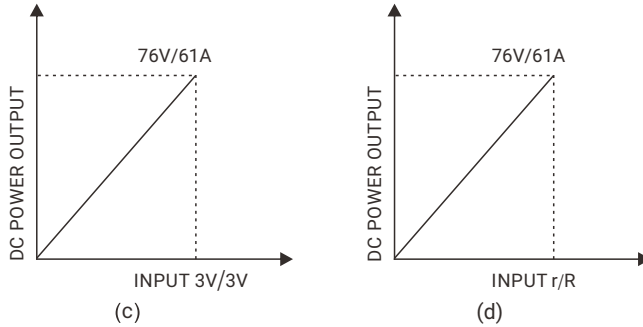 76V/61A
DC POWER OUTPUT
INPUT 3V/3V
(c)
76V/61A
DC POWER OUTPUT
INPUT r/R
(d)